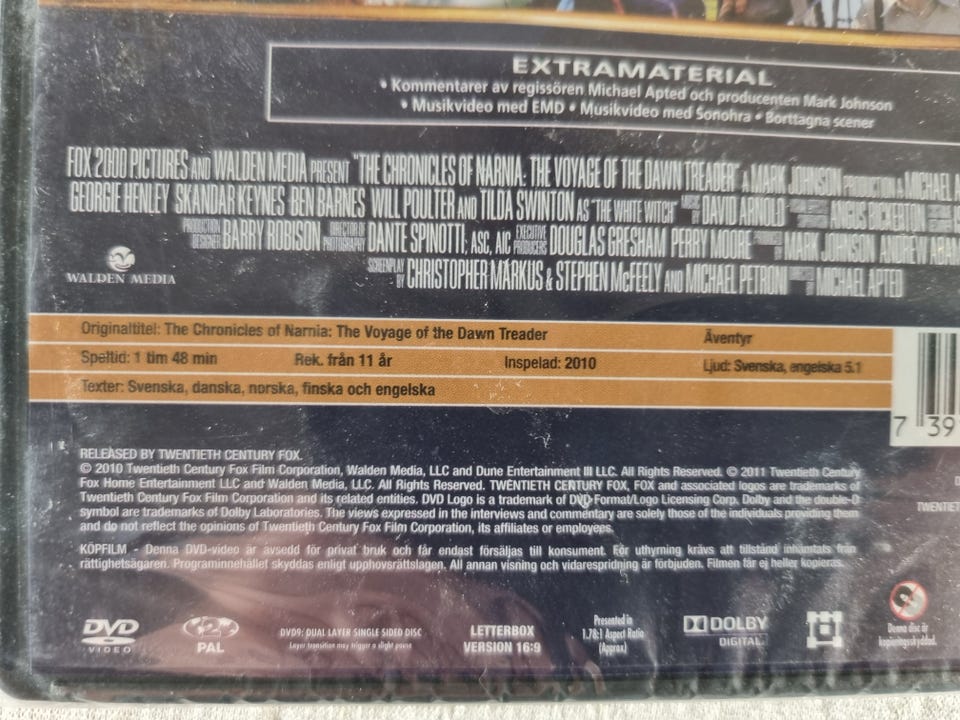 EXTRAMATERIAL
• Kommentarer av regissören Michael Apted och producenten Mark Johnson
• Musikvideo med EMD • Musikvideo med Sonohra • Borttagna scener
FOX 2000 PICTURES AND WALDEN MEDIA PRESENT "THE CHRONICLES OF NARNIA: THE VOYAGE OF THE DAWN TREADER" A MARK JOHNSON PRODUCTION A MICHAEL
GEORGIE HENLEY SKANDAR KEYNES BEN BARNES WILL POULTER AND TILDA SWINTON AS "THE WHITE WITCH" MUSIC BY DAVID ARNOLD ANGUS BICKERTON
PRODUCTION DESIGNER BARRY ROBISON DIRECTOR OF PHOTOGRAPHY DANTE SPINOTTI, ASC, AIC EXECUTIVE PRODUCERS DOUGLAS GRESHAM PERRY MOORE MARK JOHNSON ANDREW
SCREENPLAY BY CHRISTOPHER MARKUS & STEPHEN McFEELY AND MICHAEL PETRONI MICHAEL APTED
WALDEN MEDIA
Originaltitel: The Chronicles of Narnia: The Voyage of the Dawn Treader Äventyr
Speltid: 1 tim 48 min Rek. från 11 år Inspelad: 2010 Ljud: Svenska, engelska 5.1
Texter: Svenska, danska, norska, finska och engelska
7 39
RELEASED BY TWENTIETH CENTURY FOX.
© 2010 Twentieth Century Fox Film Corporation, Walden Media, LLC and Dune Entertainment III LLC. All Rights Reserved. © 2011 Twentieth Century
Fox Home Entertainment LLC and Walden Media, LLC. All Rights Reserved. TWENTIETH CENTURY FOX, FOX and associated logos are trademarks of
Twentieth Century Fox Film Corporation and its related entities. DVD Logo is a trademark of DVD Format/Logo Licensing Corp. Dolby and the double-D
symbol are trademarks of Dolby Laboratories. The views expressed in the interviews and commentary are solely those of the individuals providing them
and do not reflect the opinions of Twentieth Century Fox Film Corporation, its affiliates or employees.
KÖPFILM - Denna DVD-video är avsedd för privat bruk och får endast försäljas till konsument. För uthyrning krävs att tillstånd inhämtats från
rättighetsägaren. Programinnehållet skyddas enligt upphovsrättslagen. All annan visning och vidarespridning är förbjuden. Filmen får ej heller kopieras.
DVD VIDEO
2 PAL
DVD9: DUAL LAYER SINGLE SIDED DISC
Layer transition may trigger a slight pause
LETTERBOX
VERSION 16:9
Presented in
1.78:1 Aspect Ratio
(Approx)
DOLBY
DIGITAL
Denna disc är
kopieringsskyddad.